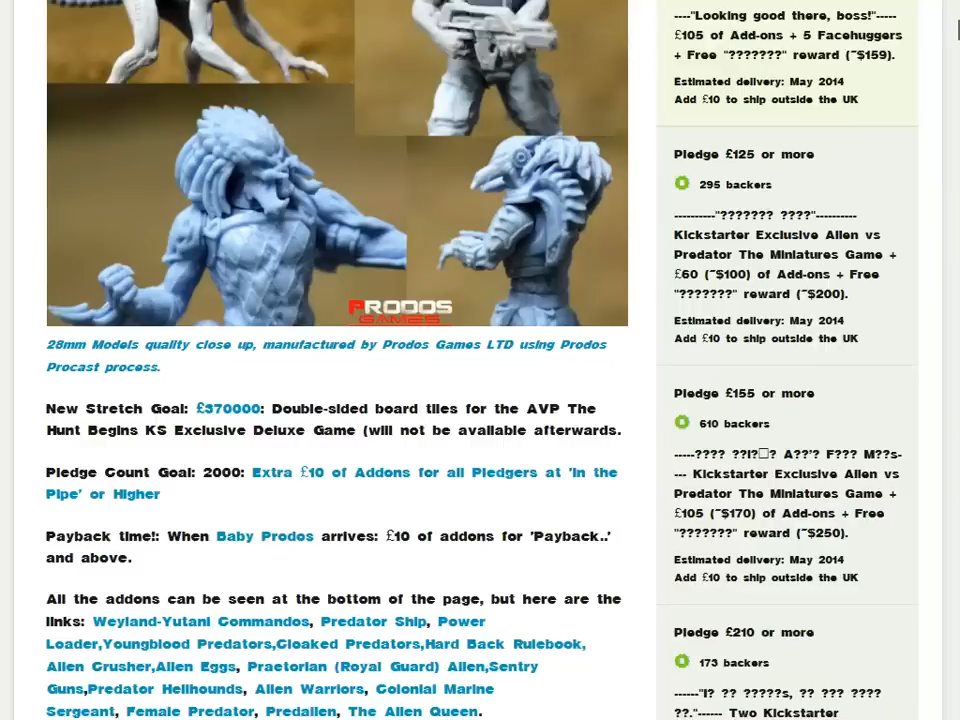 PRODOS
GAMES
28mm Models quality close up, manufactured by Prodos Games LTD using Prodos
Procast process.
New Stretch Goal: £370000: Double-sided board tiles for the AVP The
Hunt Begins KS Exclusive Deluxe Game (will not be available afterwards.
Pledge Count Goal: 2000: Extra £10 of Addons for all Pledgers at 'In the
Pipe' or Higher
Payback time!: When Baby Prodos arrives: £10 of addons for 'Payback..'
and above.
All the addons can be seen at the bottom of the page, but here are the
links: Weyland-Yutani Commandos, Predator Ship, Power
Loader,Youngblood Predators,Cloaked Predators,Hard Back Rulebook,
Alien Crusher,Alien Eggs, Praetorian (Royal Guard) Alien,Sentry
Guns,Predator Hellhounds, Alien Warriors, Colonial Marine
Sergeant, Female Predator, Predalien, The Alien Queen.
----"Looking good there, boss!"-----
£105 of Add-ons + 5 Facehuggers
+ Free "???????" reward (~$159).
Estimated delivery: May 2014
Add £10 to ship outside the UK
Pledge £125 or more
295 backers
----------"??????? ????"----------
Kickstarter Exclusive Alien vs
Predator The Miniatures Game +
£60 (~$100) of Add-ons + Free
"???????" reward (~$200).
Estimated delivery: May 2014
Add £10 to ship outside the UK
Pledge £155 or more
610 backers
-----???? ??I?□? A??'? F??? M??s-
--- Kickstarter Exclusive Alien vs
Predator The Miniatures Game +
£105 (~$170) of Add-ons + Free
"???????" reward (~$250).
Estimated delivery: May 2014
Add £10 to ship outside the UK
Pledge £210 or more
173 backers
------"I? ?? ?????s, ?? ??? ????
??."------ Two Kickstarter